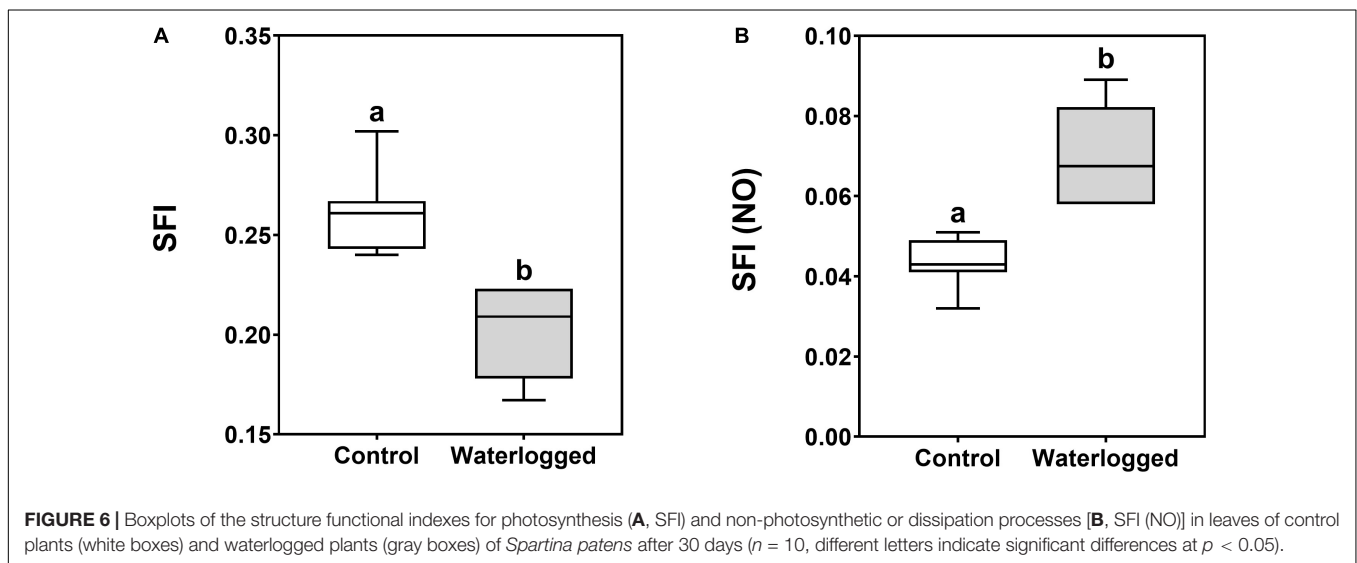 A
0.35
0.30
0.25
0.20
0.15
SFI
a
b
Control Waterlogged
B
0.10
0.08
0.06
0.04
0.02
0.00
SFI (NO)
a
b
Control Waterlogged
FIGURE 6 | Boxplots of the structure functional indexes for photosynthesis (A, SFI) and non-photosynthetic or dissipation processes [B, SFI (NO)] in leaves of control
plants (white boxes) and waterlogged plants (gray boxes) of Spartina patens after 30 days (n = 10, different letters indicate significant differences at p < 0.05).